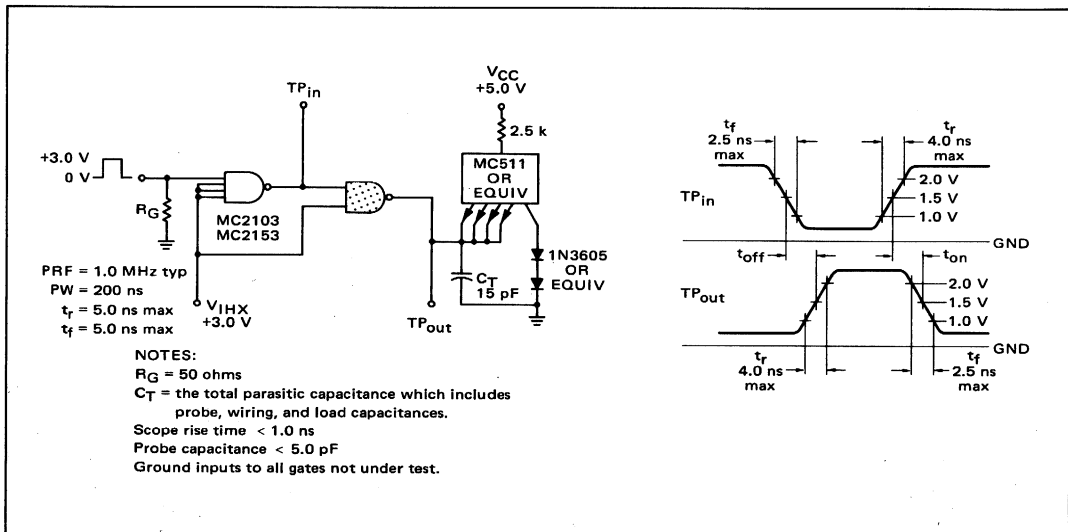 TPin
VCC
+5.0 V
2.5 k
+3.0 V
0 V
RG
MC2103
MC2153
MC511
OR
EQUIV
1N3605
OR
EQUIV
CT
15 pF
VIHX
+3.0 V
TPout
PRF = 1.0 MHz typ
PW = 200 ns
tr = 5.0 ns max
tf = 5.0 ns max
NOTES:
RG = 50 ohms
CT = the total parasitic capacitance which includes
probe, wiring, and load capacitances.
Scope rise time < 1.0 ns
Probe capacitance < 5.0 pF
Ground inputs to all gates not under test.
tf
2.5 ns
max
tr
4.0 ns
max
TPin
2.0 V
1.5 V
1.0 V
GND
toff
ton
TPout
2.0 V
1.5 V
1.0 V
GND
tr
4.0 ns
max
tf
2.5 ns
max